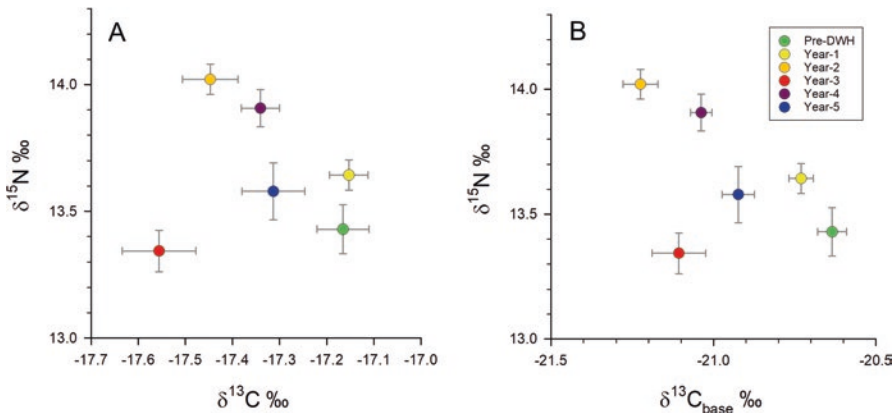 A
δ15N ‰
14.0
13.5
13.0
-17.7 -17.6 -17.5 -17.4 -17.3 -17.2 -17.1 -17.0
δ13C ‰
B
Pre-DWH
Year-1
Year-2
Year-3
Year-4
Year-5
δ15N ‰
14.0
13.5
13.0
-21.5 -21.0 -20.5
δ13Cbase ‰